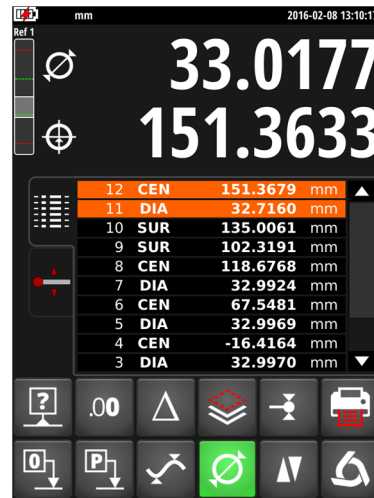 mm 2016-02-08 13:10:17
Ref 1
33.0177
151.3633
12 CEN 151.3679 mm
11 DIA 32.7160 mm
10 SUR 135.0061 mm
9 SUR 102.3191 mm
8 CEN 118.6768 mm
7 DIA 32.9924 mm
6 CEN 67.5481 mm
5 DIA 32.9969 mm
4 CEN -16.4164 mm
3 DIA 32.9970 mm
? .00 Δ
0 P